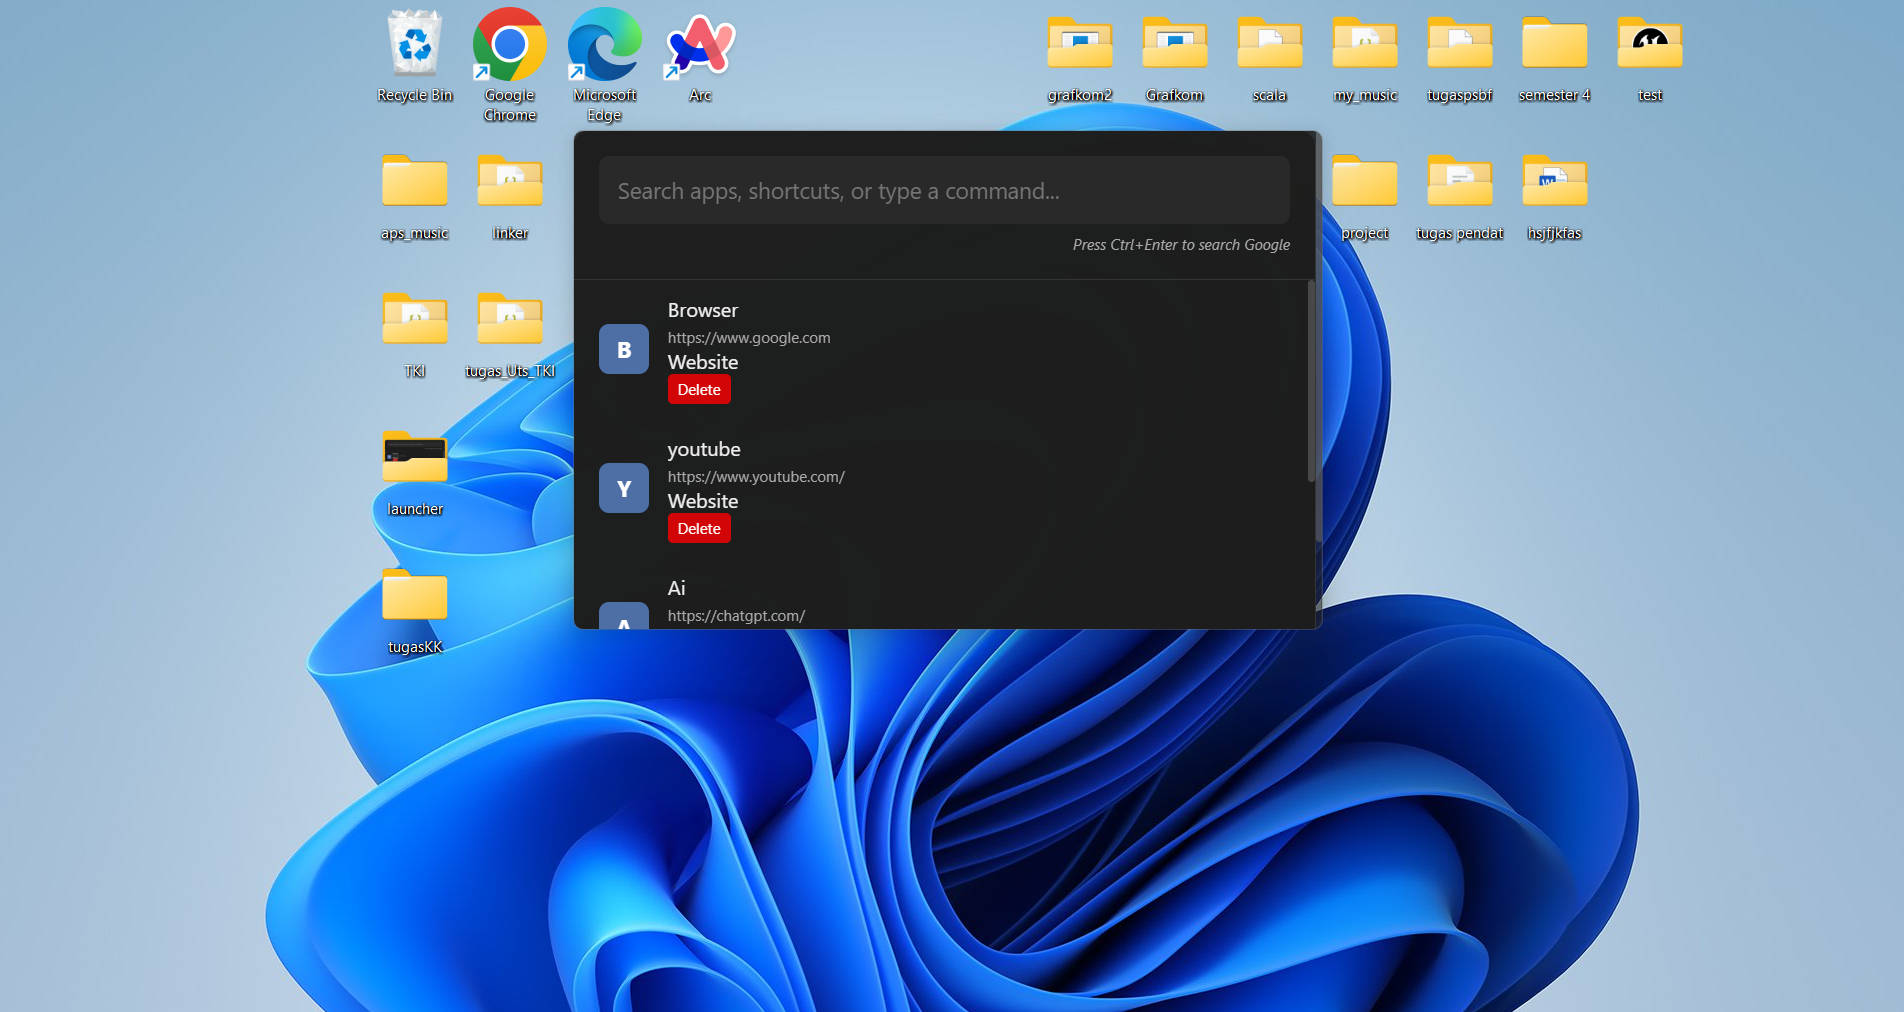 Recycle Bin
Google
Chrome
Microsoft
Edge
Arc
grafkom2
Grafkom
scala
my_music
tugaspsbf
semester 4
test
aps_music
linker
project
tugas pendat
hsjfjkfas
TKI
tugas_Uts_TKI
launcher
tugasKK
Search apps, shortcuts, or type a command...
Press Ctrl+Enter to search Google
B
Browser
https://www.google.com
Website
Delete
Y
youtube
https://www.youtube.com/
Website
Delete
A
Ai
https://chatgpt.com/